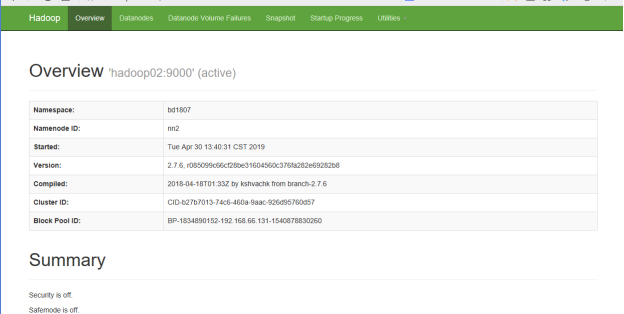 Hadoop Overview Datanodes Datanode Volume Failures Snapshot Startup Progress Utilities
Overview 'hadoop02:9000' (active)
Namespace: bd1807
Namenode ID: nn2
Started: Tue Apr 30 13:40:31 CST 2019
Version: 2.7.6, r085099c66cf28be31604560c376fa282e69282b8
Compiled: 2018-04-18T01:33Z by kshvachk from branch-2.7.6
Cluster ID: CID-b27b7013-74c6-460a-9aac-926d95760d57
Block Pool ID: BP-1834890152-192.168.66.131-1540878830260
Summary
Security is off.
Safemode is off.